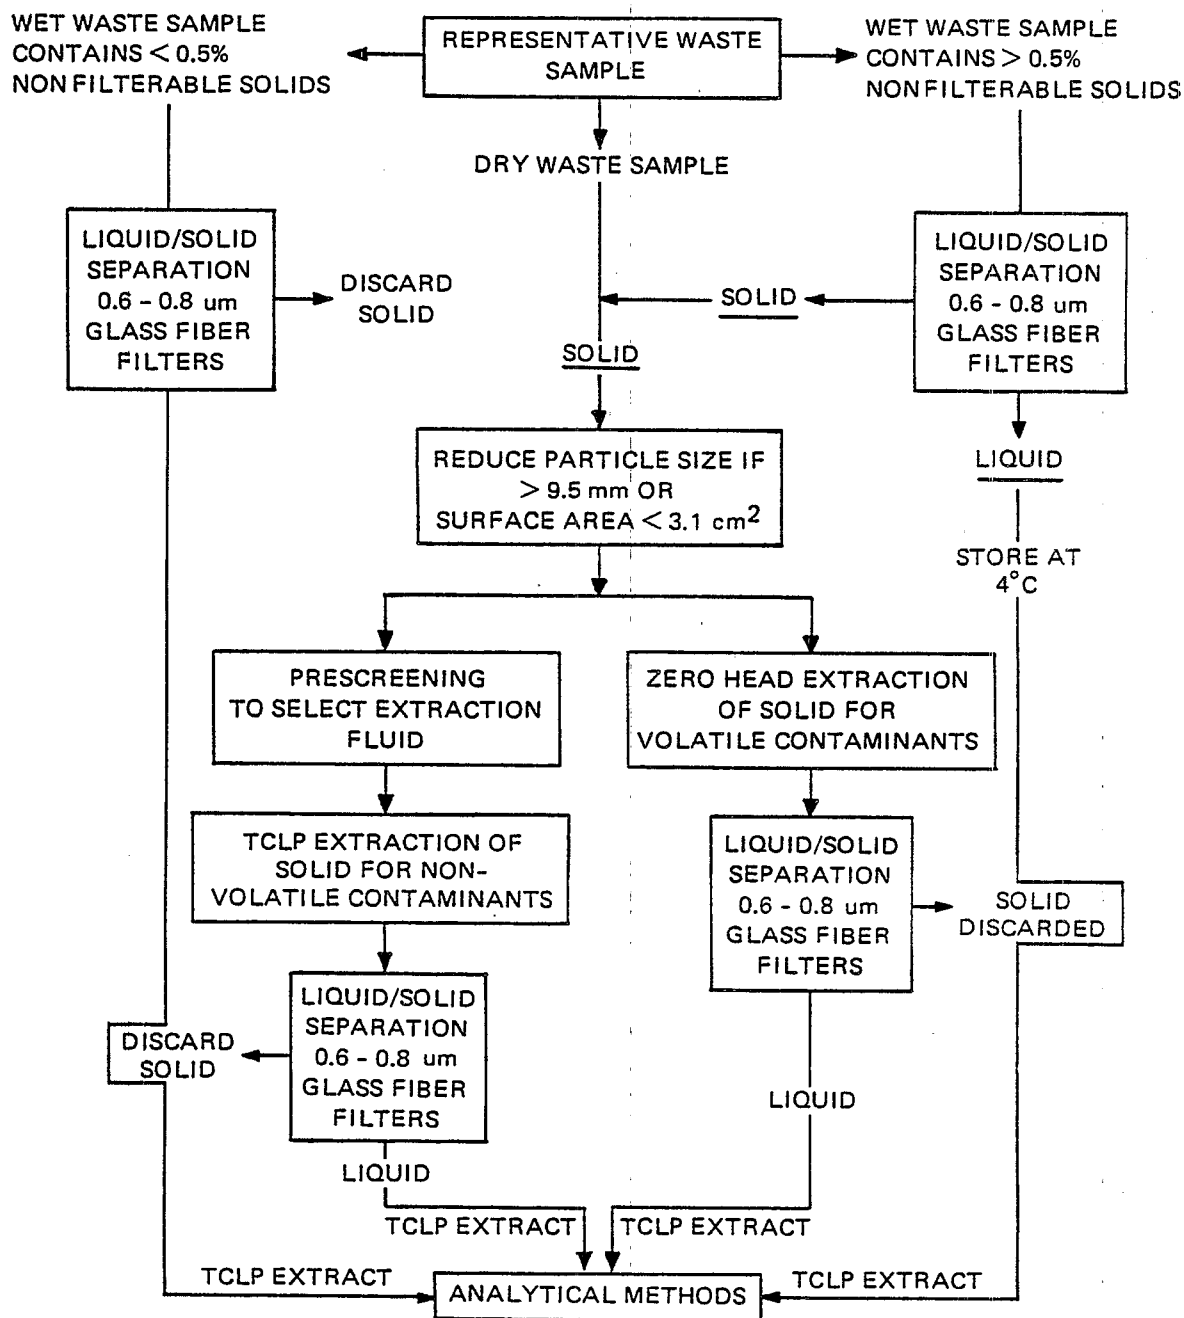 WET WASTE SAMPLE
CONTAINS < 0.5%
NONFILTERABLE SOLIDS
REPRESENTATIVE WASTE
SAMPLE
WET WASTE SAMPLE
CONTAINS > 0.5%
NONFILTERABLE SOLIDS
DRY WASTE SAMPLE
LIQUID/SOLID
SEPARATION
0.6 - 0.8 um
GLASS FIBER
FILTERS
DISCARD
SOLID
SOLID
LIQUID/SOLID
SEPARATION
0.6 - 0.8 um
GLASS FIBER
FILTERS
SOLID
REDUCE PARTICLE SIZE IF
> 9.5 mm OR
SURFACE AREA < 3.1 cm²
LIQUID
STORE AT
4°C
PRESCREENING
TO SELECT EXTRACTION
FLUID
ZERO HEAD EXTRACTION
OF SOLID FOR
VOLATILE CONTAMINANTS
TCLP EXTRACTION OF
SOLID FOR NON-
VOLATILE CONTAMINANTS
LIQUID/SOLID
SEPARATION
0.6 - 0.8 um
GLASS FIBER
FILTERS
SOLID
DISCARDED
DISCARD
SOLID
LIQUID/SOLID
SEPARATION
0.6 - 0.8 um
GLASS FIBER
FILTERS
LIQUID
LIQUID
TCLP EXTRACT
TCLP EXTRACT
TCLP EXTRACT
ANALYTICAL METHODS
TCLP EXTRACT